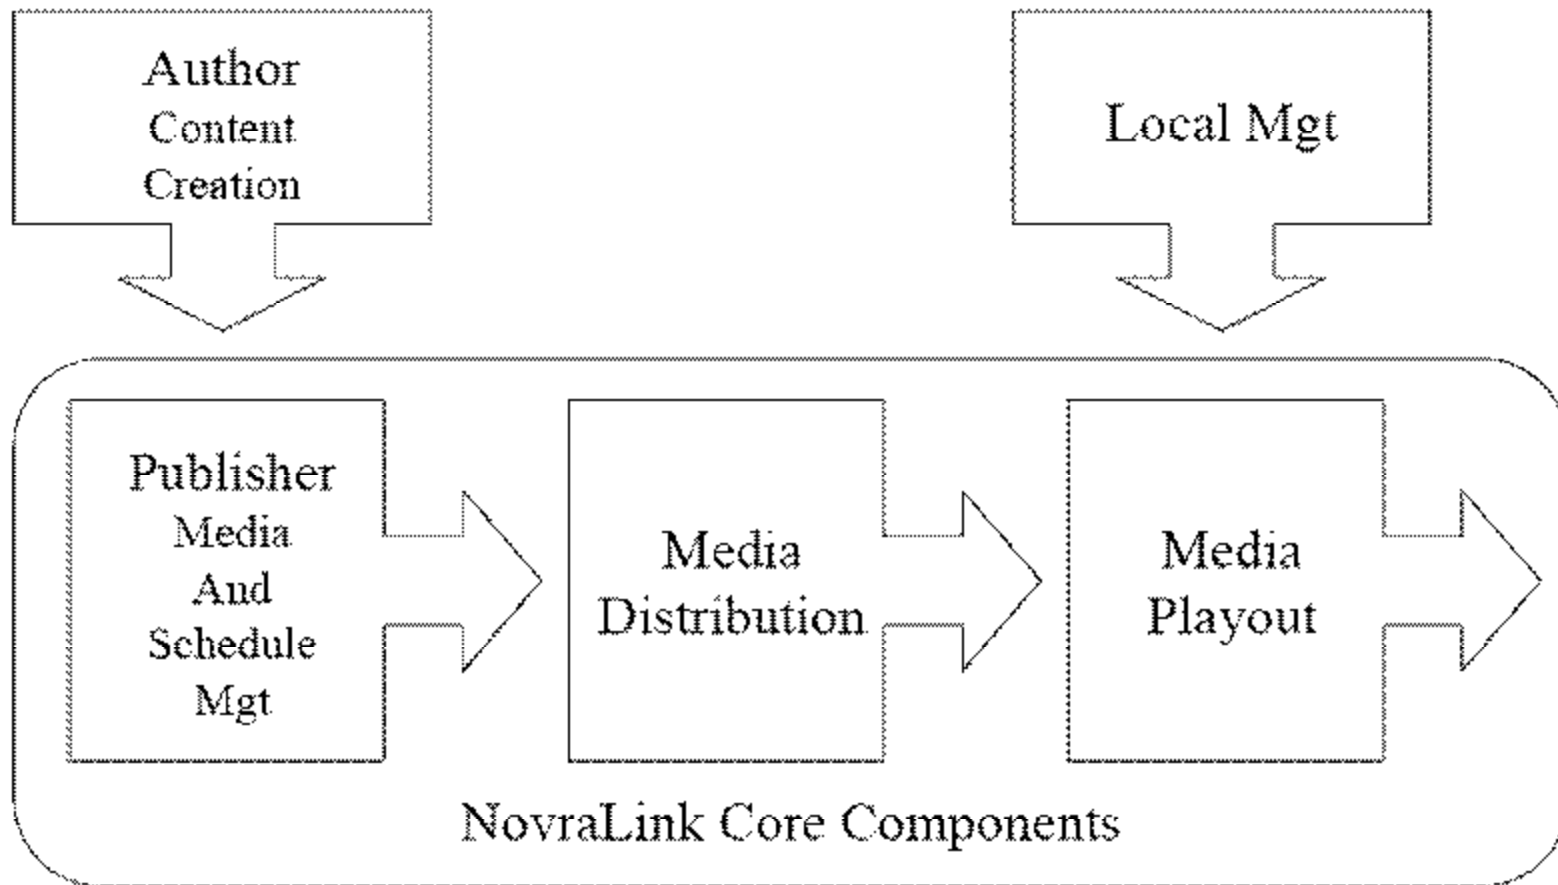 Author
Content
Creation
Local Mgt
Publisher
Media
And
Schedule
Mgt
Media
Distribution
Media
Playout
NovraLink Core Components